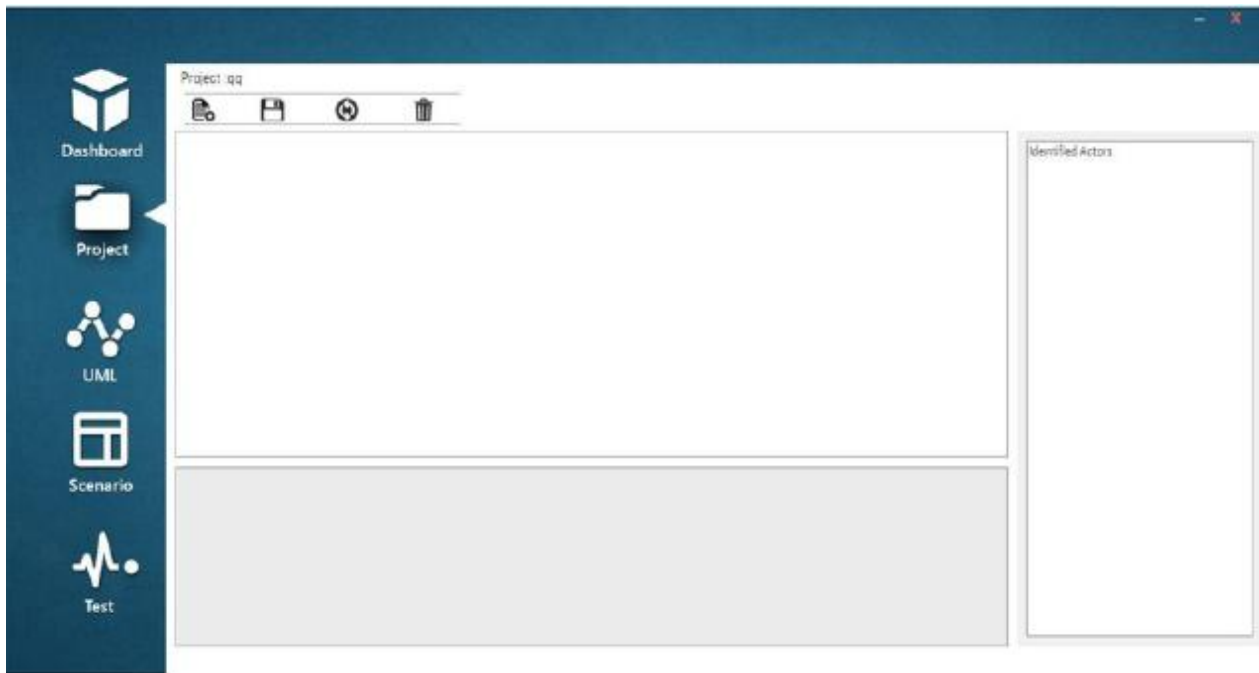 Project :qq
Dashboard
Identified Actors
Project
UML
Scenario
Test